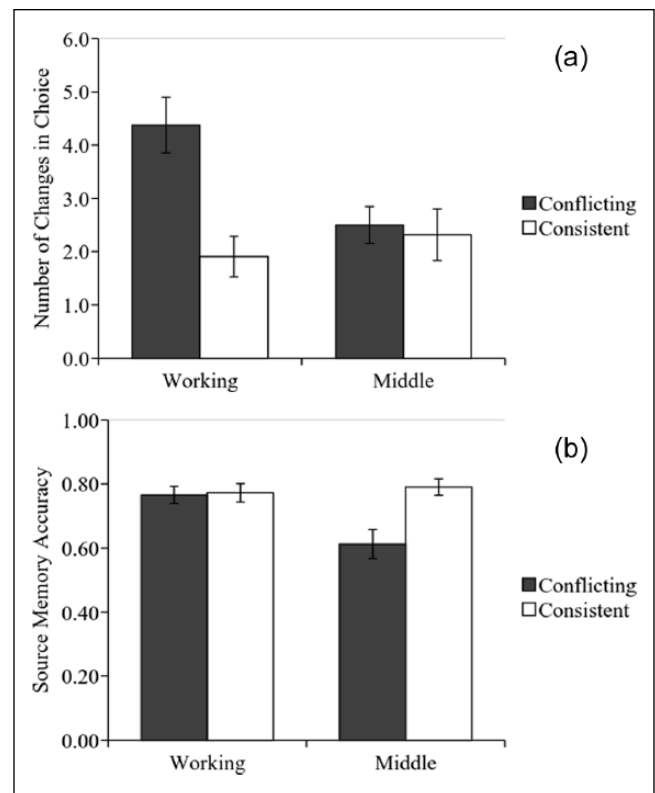 6.0
(a)
5.0
4.0
Number of Changes in Choice
3.0
2.0
1.0
0.0
Conflicting
Consistent
Working Middle
1.00
(b)
0.80
Source Memory Accuracy
0.60
0.40
0.20
0.00
Conflicting
Consistent
Working Middle